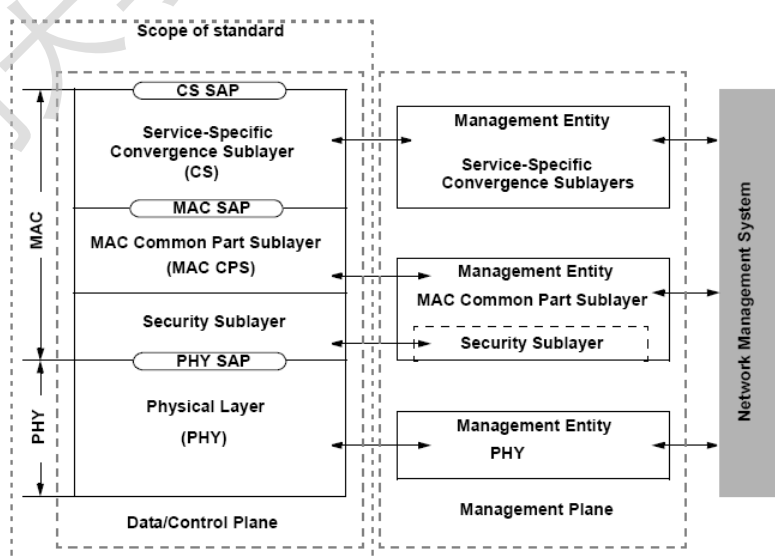 Scope of standard
CS SAP
Service-Specific
Convergence Sublayer
(CS)
MAC SAP
MAC Common Part Sublayer
(MAC CPS)
Security Sublayer
PHY SAP
Physical Layer
(PHY)
Data/Control Plane
MAC
PHY
Management Entity
Service-Specific
Convergence Sublayers
Management Entity
MAC Common Part Sublayer
Security Sublayer
Management Entity
PHY
Management Plane
Network Management System